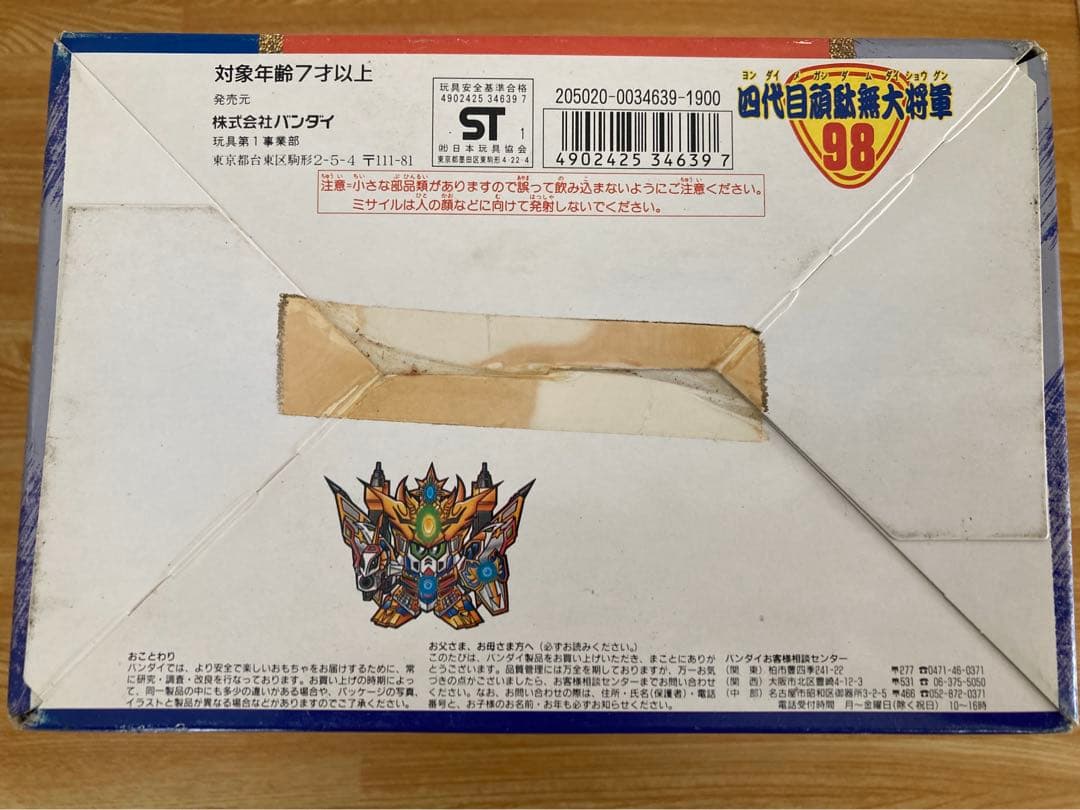 対象年齢7才以上
発売元
株式会社バンダイ
玩具第1事業部
東京都台東区駒形2-5-4 〒111-81
玩具安全基準合格
4902425 34639 7
ST 1
㈳日本玩具協会
東京都墨田区東駒形4-22-4
205020-0034639-1900
4902425 346397
ヨンダイメガンダムダイショウグン
四代目頑駄無大将軍
98
注意=小さな部品類がありますので誤って飲み込まないようにご注意ください。
ミサイルは人の顔などに向けて発射しないでください。
おことわり
バンダイでは、より安全で楽しいおもちゃをお届けするために、常
に研究・調査・改良を行なっております。お買上げの時期によっ
て、同一製品の中にも多少の違いがある場合や、パッケージの写真、
イラストと製品が異なる場合などがありますのでご了承ください。
お父さま、お母さま方へ(必ずお読みください。)
このたびは、バンダイ製品をお買い上げいただき、まことにありが
とうございます。品質管理には万全を期しておりますが、万一お気
づきの点がございましたら、お客様相談センターまでお問い合わせ
ください。なお、お問い合わせの際は、住所・氏名(保護者)・電話
番号と、お子様のお名前・お年も必ずお知らせください。
バンダイお客様相談センター
(関 東) 柏市豊四季241-22 〒277 ☎0471-46-0371
(関 西) 大阪市北区豊崎4-12-3 〒531 ☎06-375-5050
(中 部) 名古屋市昭和区御器所3-2-5 〒466 ☎052-872-0371
電話受付時間 月〜金曜日(除く祝日) 10〜16時